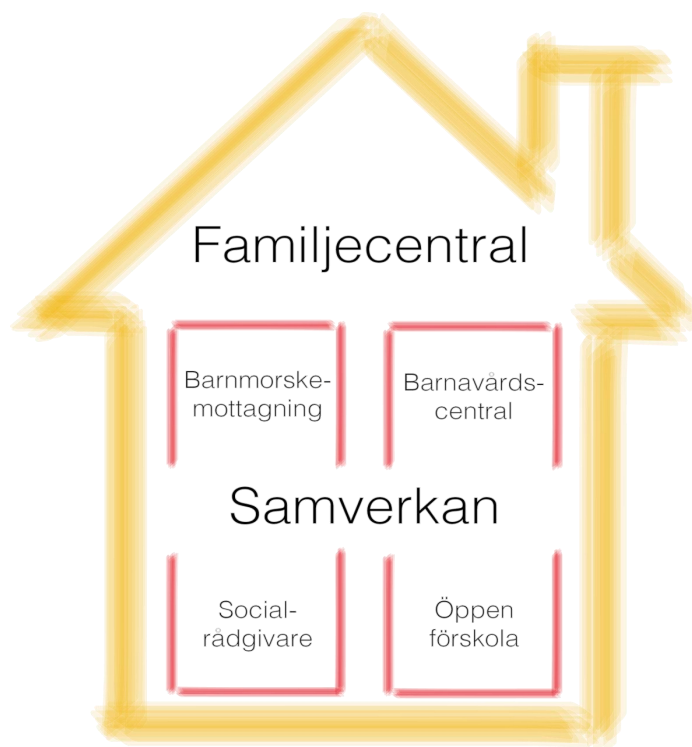 Familjecentral
Barnmorske-
mottagning
Barnavårds-
central
Samverkan
Social-
rådgivare
Öppen
förskola